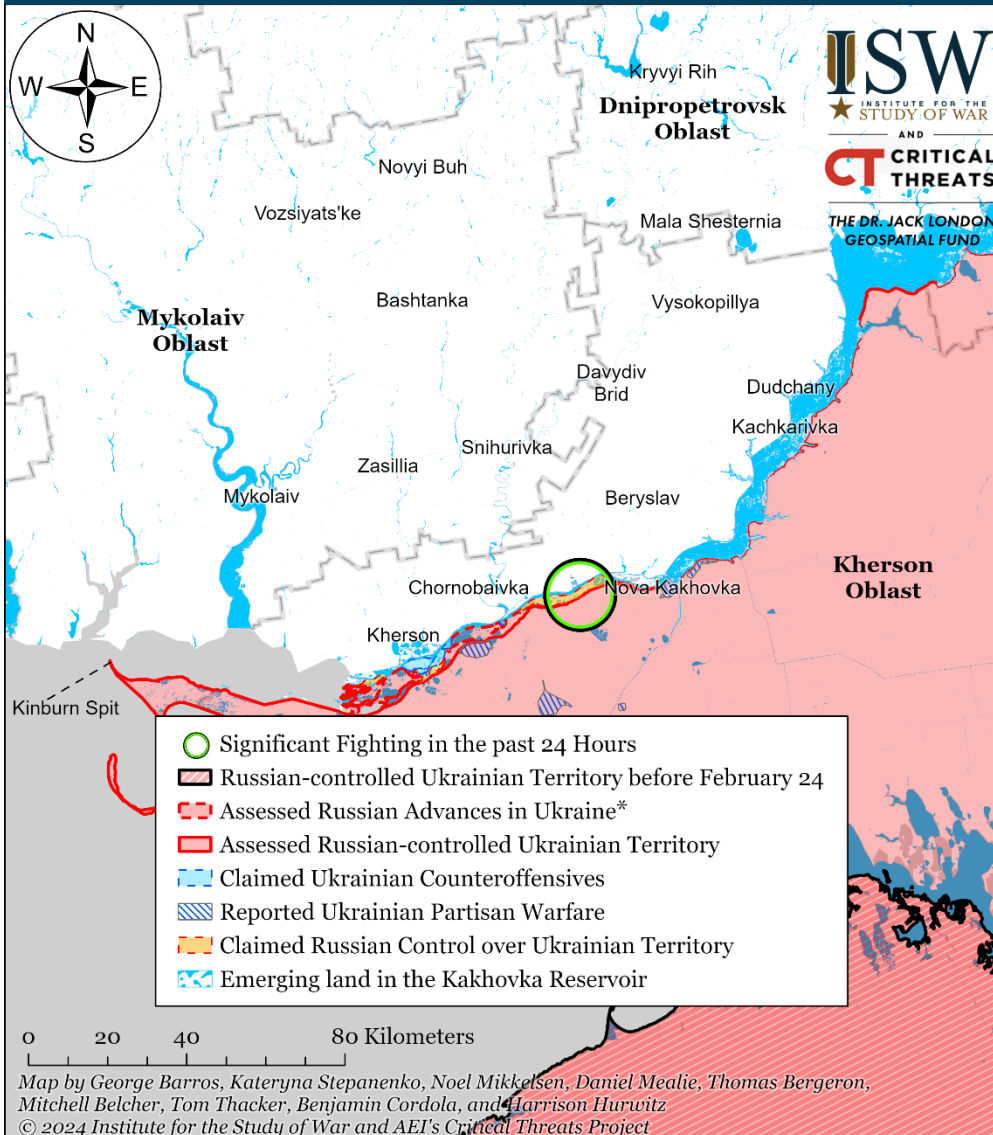 N
W E
S
ISW
INSTITUTE FOR THE
STUDY OF WAR
AND
CT CRITICAL
THREATS
THE DR. JACK LONDON
GEOSPATIAL FUND
Kryvyi Rih
Dnipropetrovsk
Oblast
Novyi Buh
Vozsiyats'ke
Mala Shesternia
Bashtanka
Vysokopillya
Mykolaiv
Oblast
Davydiv
Brid
Dudchany
Kachkarivka
Snihurivka
Zasillia
Mykolaiv
Beryslav
Kherson
Oblast
Chornobaivka
Nova Kakhovka
Kherson
Kinburn Spit
Significant Fighting in the past 24 Hours
Russian-controlled Ukrainian Territory before February 24
Assessed Russian Advances in Ukraine*
Assessed Russian-controlled Ukrainian Territory
Claimed Ukrainian Counteroffensives
Reported Ukrainian Partisan Warfare
Claimed Russian Control over Ukrainian Territory
Emerging land in the Kakhovka Reservoir
0 20 40 80 Kilometers
Map by George Barros, Kateryna Stepanenko, Noel Mikkelsen, Daniel Mealie, Thomas Bergeron,
Mitchell Belcher, Tom Thacker, Benjamin Cordola, and Harrison Hurwitz
© 2024 Institute for the Study of War and AEI's Critical Threats Project